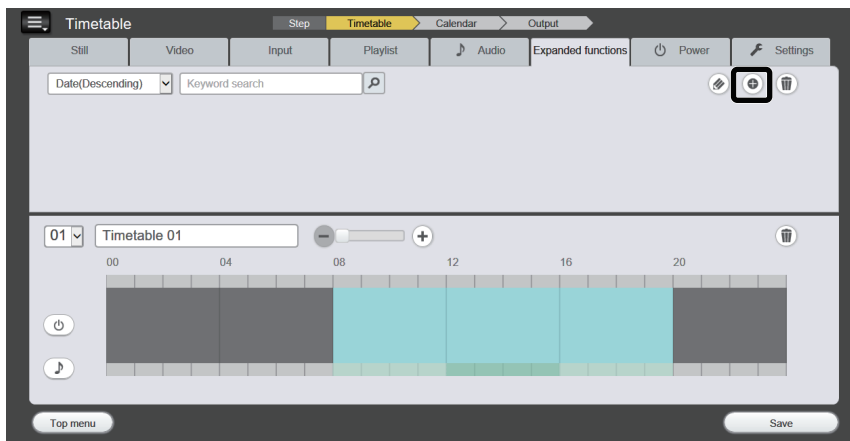 Timetable
Step Timetable Calendar Output
Still Video Input Playlist Audio Expanded functions Power Settings
Date(Descending) Keyword search
01 Timetable 01
00 04 08 12 16 20
Top menu Save